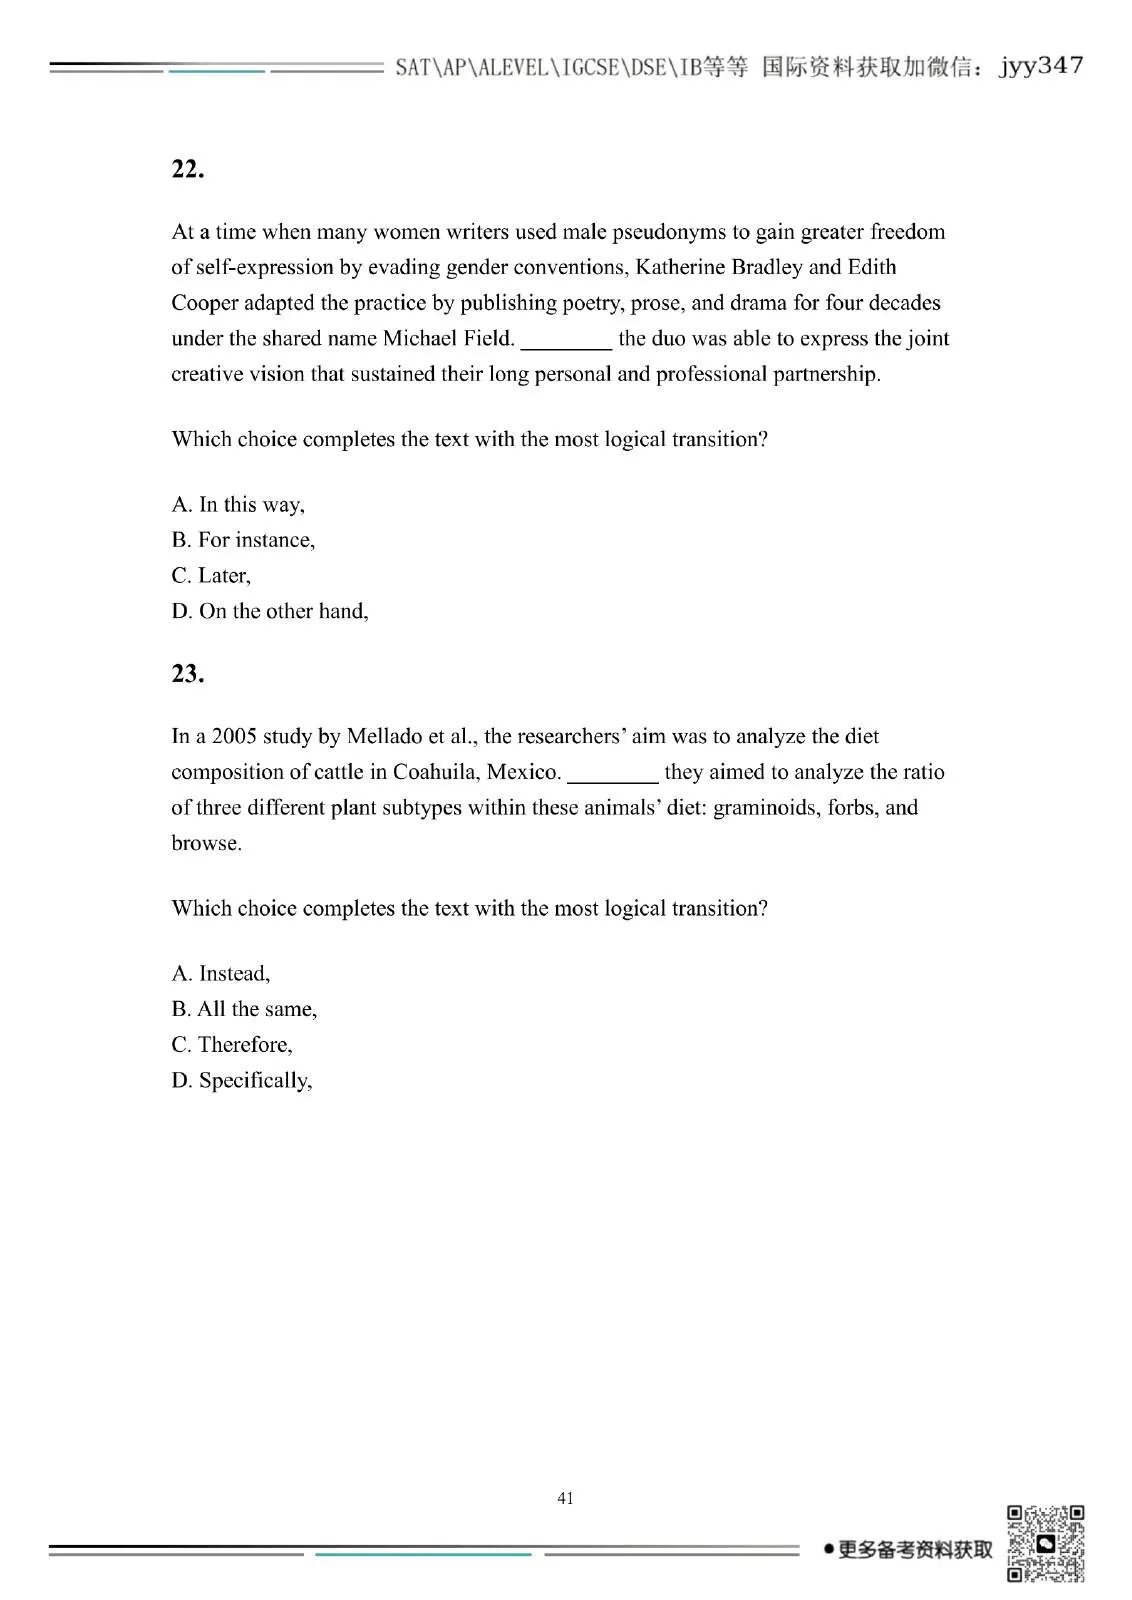 SAT\AP\ALEVEL\IGCSE\DSE\IB等等 国际资料获取加微信：jyy347
22.
At a time when many women writers used male pseudonyms to gain greater freedom
of self-expression by evading gender conventions, Katherine Bradley and Edith
Cooper adapted the practice by publishing poetry, prose, and drama for four decades
under the shared name Michael Field. ________ the duo was able to express the joint
creative vision that sustained their long personal and professional partnership.
Which choice completes the text with the most logical transition?
A. In this way,
B. For instance,
C. Later,
D. On the other hand,
23.
In a 2005 study by Mellado et al., the researchers’ aim was to analyze the diet
composition of cattle in Coahuila, Mexico. ________ they aimed to analyze the ratio
of three different plant subtypes within these animals’ diet: graminoids, forbs, and
browse.
Which choice completes the text with the most logical transition?
A. Instead,
B. All the same,
C. Therefore,
D. Specifically,
41
●更多备考资料获取